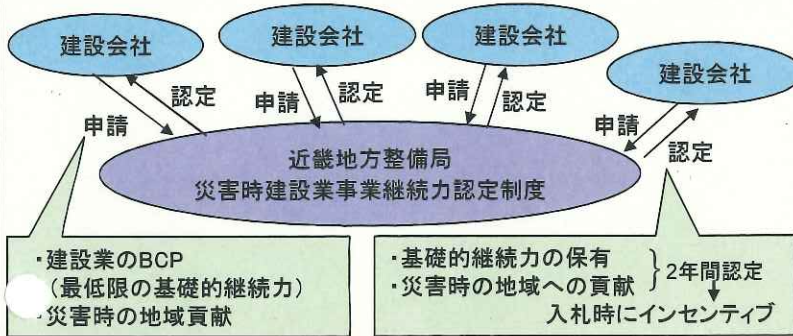 建設会社
建設会社
建設会社
建設会社
申請
認定
申請
認定
申請
認定
申請
認定
近畿地方整備局
災害時建設業事業継続力認定制度
・建設業のBCP
（最低限の基礎的継続力）
・災害時の地域貢献
・基礎的継続力の保有
・災害時の地域への貢献
2年間認定
入札時にインセンティブ